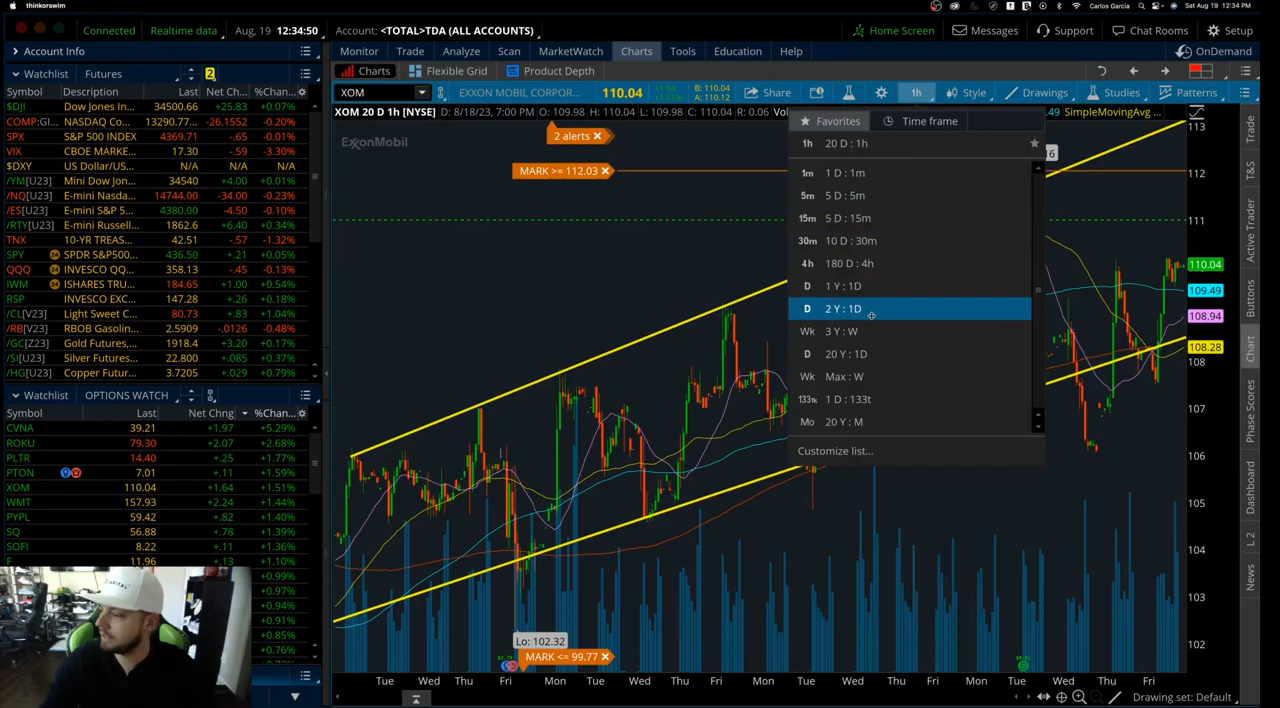 thinkorswim Carlos Garcia Sat Aug 19 12:34 PM
Connected Realtime data Aug, 19 12:34:50 Account: <TOTAL>TDA (ALL ACCOUNTS) Home Screen Messages Support Chat Rooms Setup
Account Info Monitor Trade Analyze Scan MarketWatch Charts Tools Education Help OnDemand
Watchlist Futures 2 Charts Flexible Grid Product Depth
Symbol Description Net Ch... %Chan...
$DJI Dow Jones In... 34500.66 +25.83 +0.07%
COMP:GI... NASDAQ Co... 13290.77... -26.1552 -0.20%
SPX S&P 500 INDEX 4369.71 -.65 -0.01%
VIX CBOE MARKE... 17.30 -.59 -3.30%
$DXY US Dollar/US... N/A N/A N/A
/YM[U23] Mini Dow Jon... 34540 +4.00 +0.01%
/NQ[U23] E-mini Nasda... 14744.00 -34.00 -0.23%
/ES[U23] E-mini S&P 5... 4380.00 -4.50 -0.10%
/RTY[U23] E-mini Russell... 1862.6 +6.40 +0.34%
TNX 10-YR TREAS... 42.51 -.57 -1.32%
SPY SPDR S&P500... 436.50 +.21 +0.05%
QQQ INVESCO QQ... 358.13 -.45 -0.13%
IWM ISHARES TRU... 184.65 +1.00 +0.54%
RSP INVESCO EXC... 147.28 +.26 +0.18%
/CL[V23] Light Sweet C... 80.73 +.83 +1.04%
/RB[V23] RBOB Gasolin... 2.5909 -.0126 -0.48%
/GC[Z23] Gold Futures,... 1918.4 +3.20 +0.17%
/SI[U23] Silver Futures... 22.800 +.085 +0.37%
/HG[U23] Copper Futur... 3.7205 +.029 +0.79%
Watchlist OPTIONS WATCH
Symbol Last Net Chng %Chan...
CVNA 39.21 +1.97 +5.29%
ROKU 79.30 +2.07 +2.68%
PLTR 14.40 +.25 +1.77%
PTON 7.01 +.11 +1.59%
XOM 110.04 +1.64 +1.51%
WMT 157.93 +2.24 +1.44%
PYPL 59.42 +.82 +1.40%
SQ 56.88 +.78 +1.39%
SOFI 8.22 +.11 +1.36%
F 11.96 +.13 +1.10%
+0.99%
+0.97%
+0.94%
+0.91%
+0.85%
+0.76%
XOM EXXON MOBIL CORPOR... 110.04 +1.64 +1.51% B: 110.04 A: 110.12 Share 1h Style Drawings Studies Patterns
XOM 20 D 1h [NYSE] D: 8/18/23, 7:00 PM O: 109.98 H: 110.04 L: 109.98 C: 110.04 R: 0.06 Vol .49 SimpleMovingAvg ...
ExxonMobil
2 alerts
MARK >= 112.03
Favorites Time frame
1h 20 D : 1h
1m 1 D : 1m
5m 5 D : 5m
15m 5 D : 15m
30m 10 D : 30m
4h 180 D : 4h
D 1 Y : 1D
D 2 Y : 1D
Wk 3 Y : W
D 20 Y : 1D
Wk Max : W
133t 1 D : 133t
Mo 20 Y : M
Customize list...
16
113
112
111
110.04
109.49
108.94
108.28
108
107
106
105
104
103
102
Lo: 102.32
MARK <= 99.77
Tue Wed Thu Fri Mon Tue Wed Thu Fri Mon Tue Wed Thu Fri Mon Tue Wed Thu Fri
Drawing set: Default
Trade
T&S
Active Trader
Buttons
Chart
Phase Scores
Dashboard
L 2
News